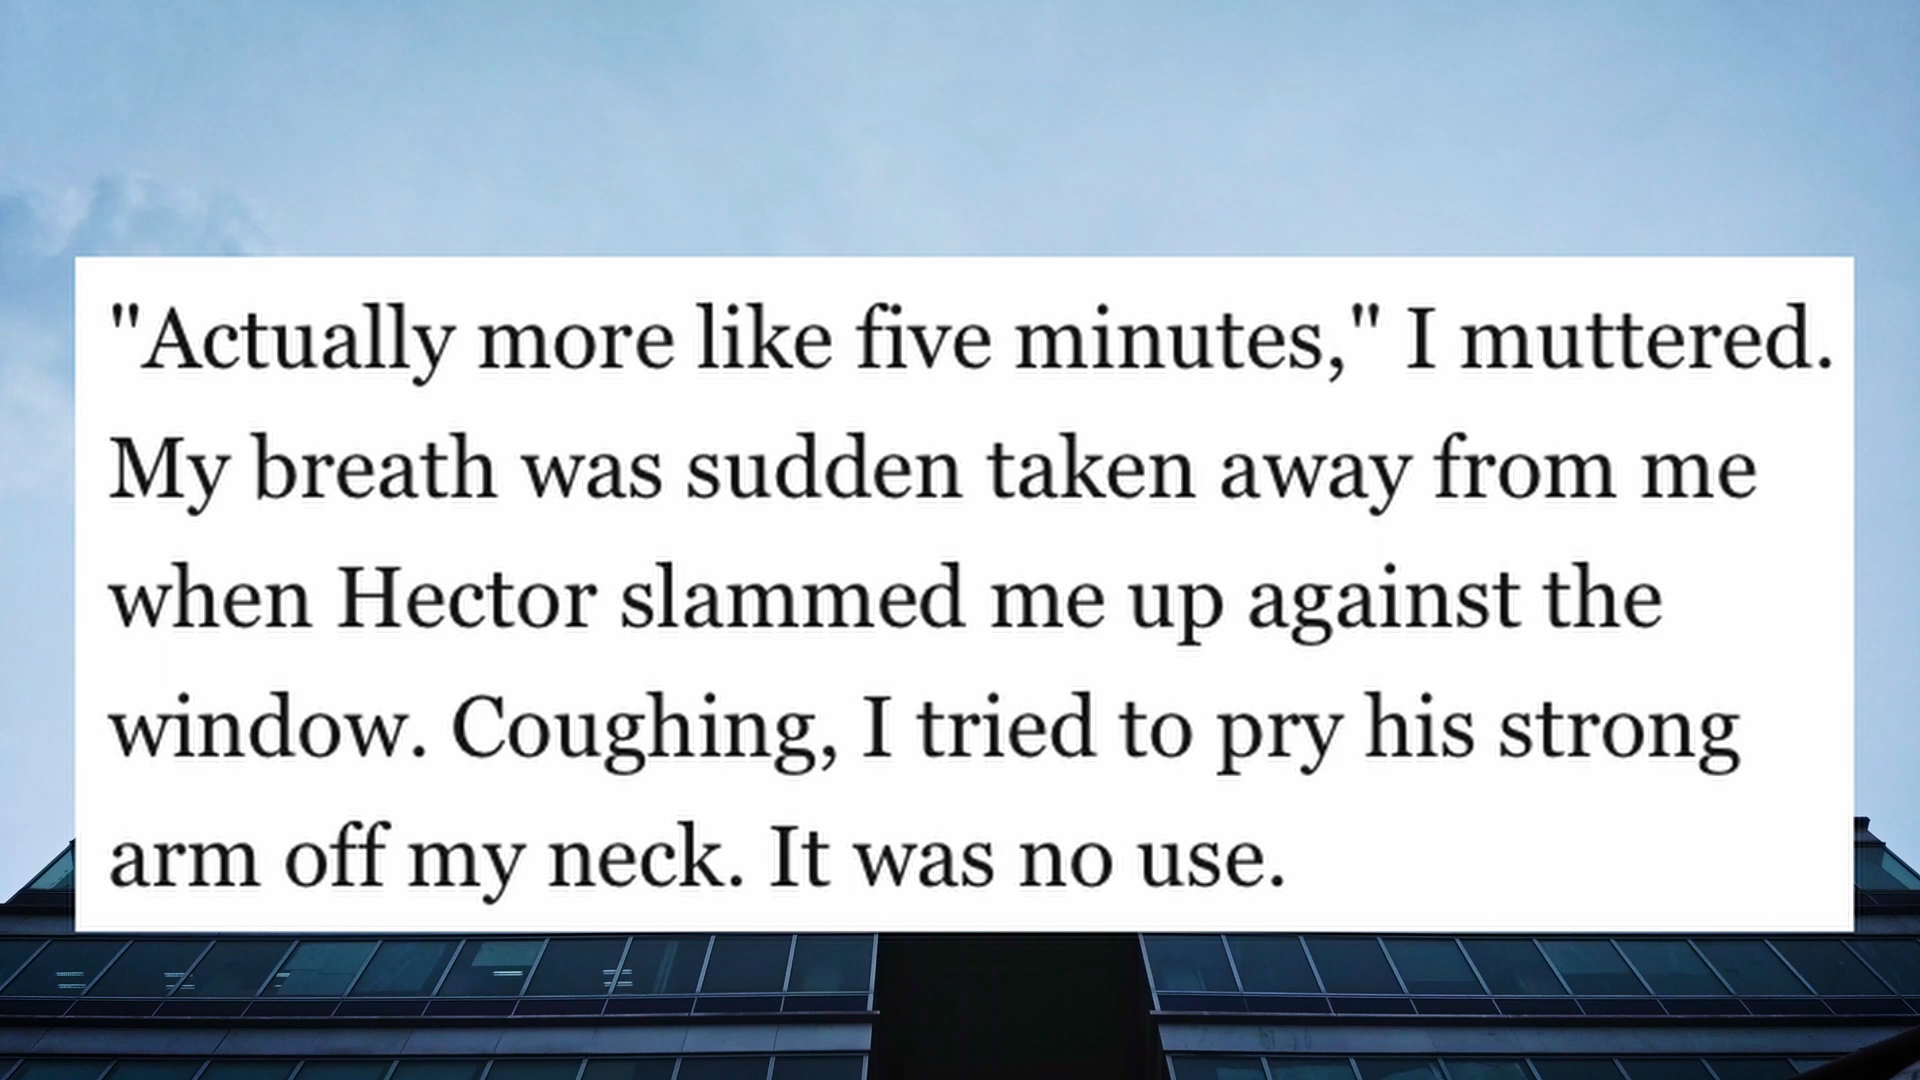 "Actually more like five minutes," I muttered.
My breath was sudden taken away from me
when Hector slammed me up against the
window. Coughing, I tried to pry his strong
arm off my neck. It was no use.